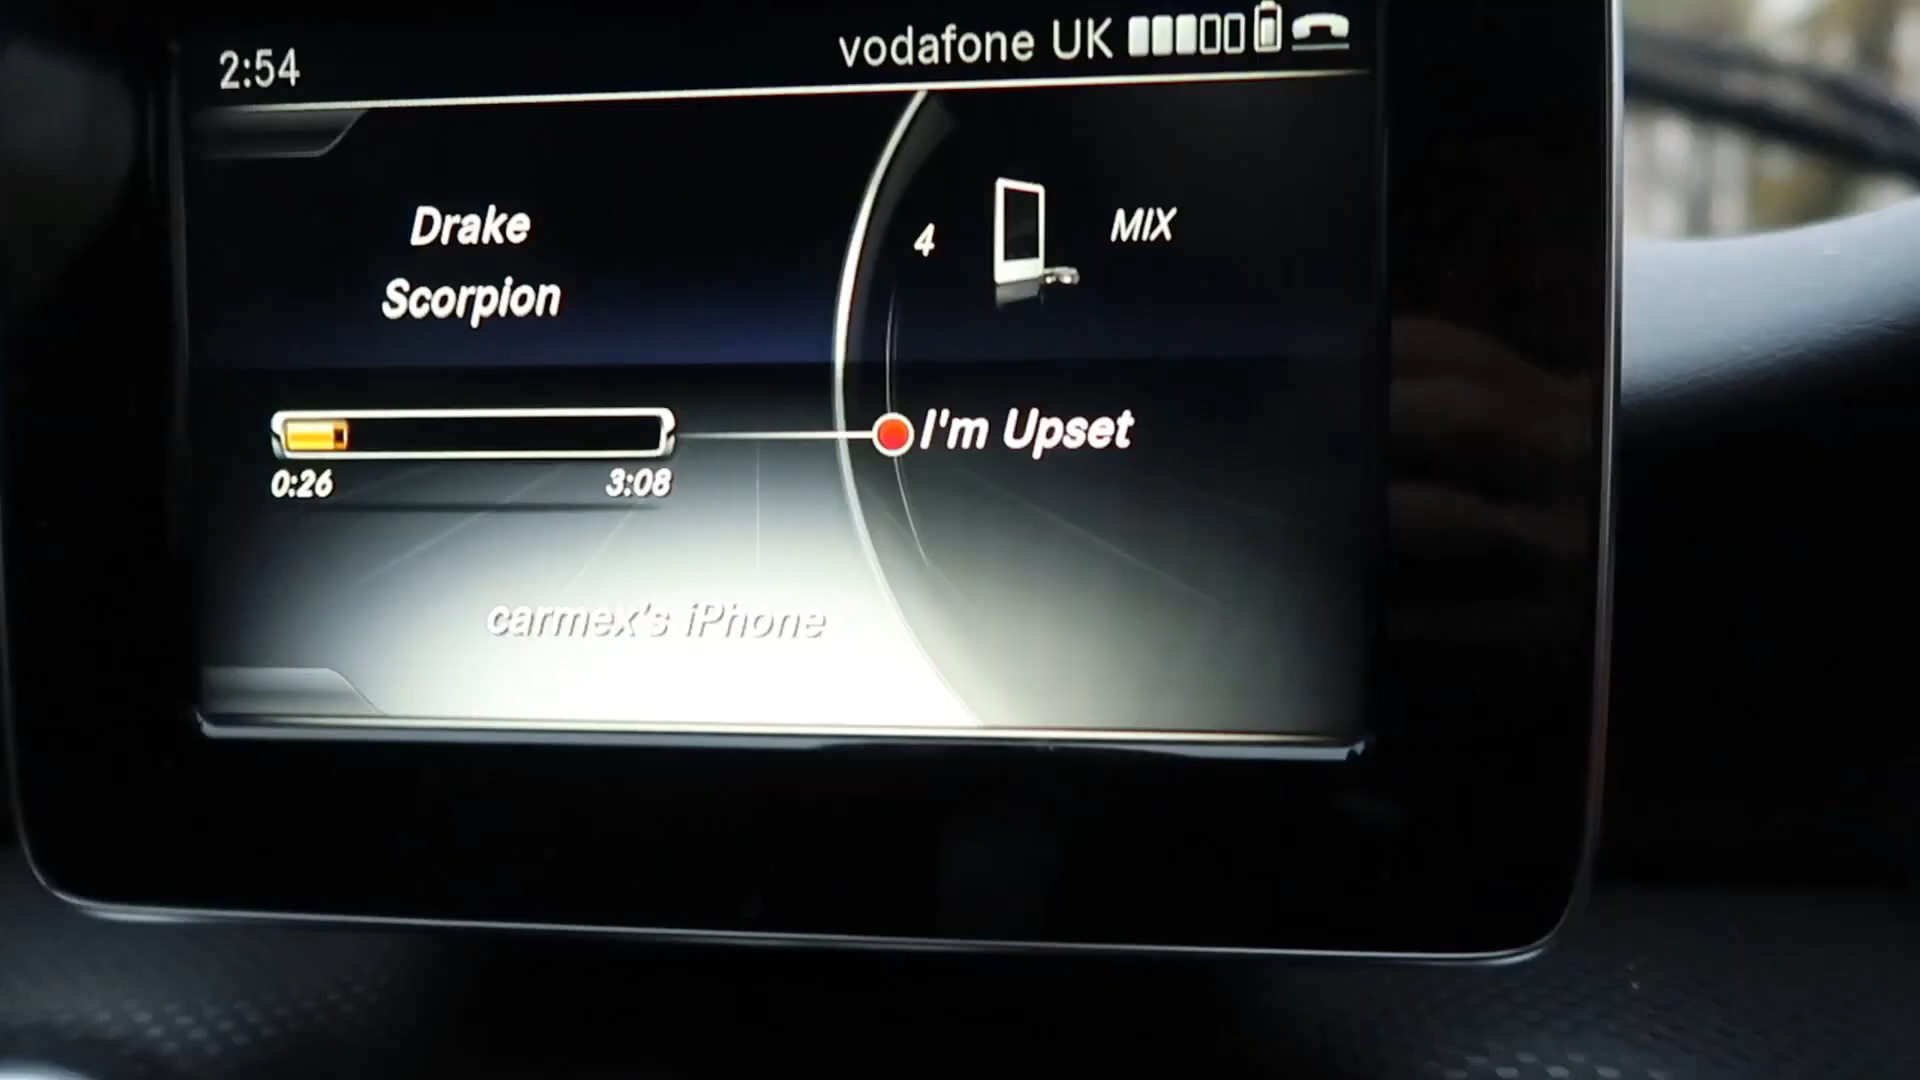 2:54
vodafone UK
Drake
Scorpion
4
MIX
I'm Upset
0:26
3:08
carmex's iPhone